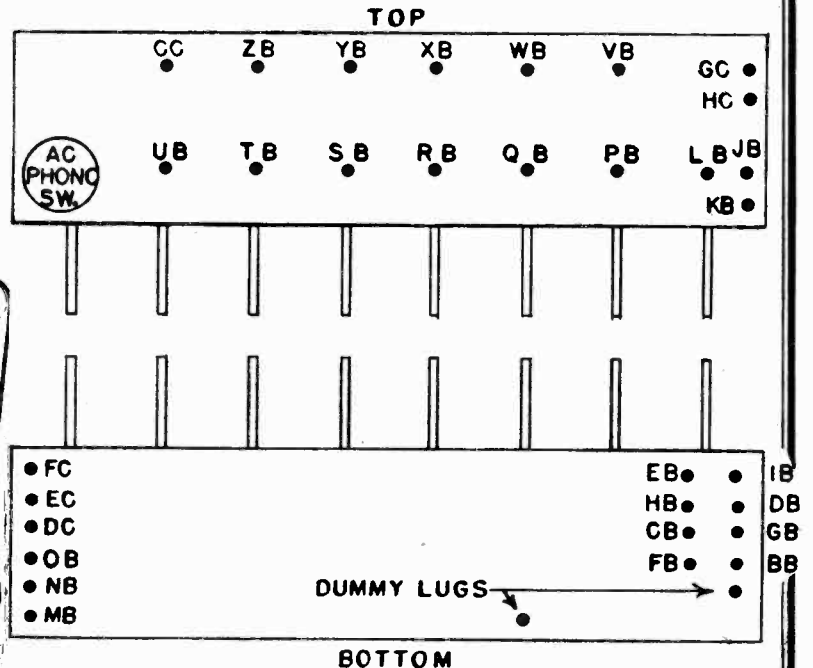 TOP
CC ZB YB XB WB VB GC
HC
AC PHONO SW.
UB TB SB RB QB PB LB JB
KB
FC EB IB
EC HB DB
DC CB GB
OB FB BB
NB DUMMY LUGS
MB
BOTTOM